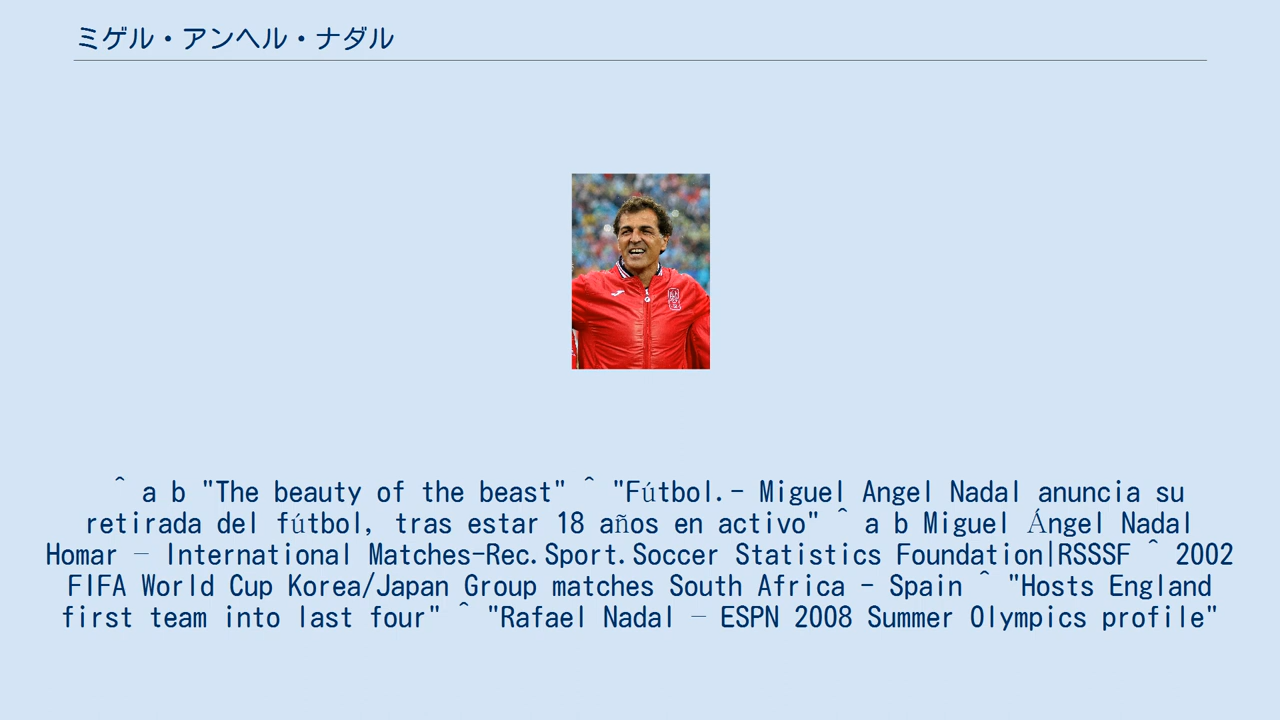 ミゲル・アンヘル・ナダル
^ a b "The beauty of the beast" ^ "Fútbol.- Miguel Angel Nadal anuncia su
retirada del fútbol, tras estar 18 años en activo" ^ a b Miguel Ángel Nadal
Homar – International Matches-Rec.Sport.Soccer Statistics Foundation|RSSSF ^ 2002
FIFA World Cup Korea/Japan Group matches South Africa - Spain ^ "Hosts England
first team into last four" ^ "Rafael Nadal – ESPN 2008 Summer Olympics profile"